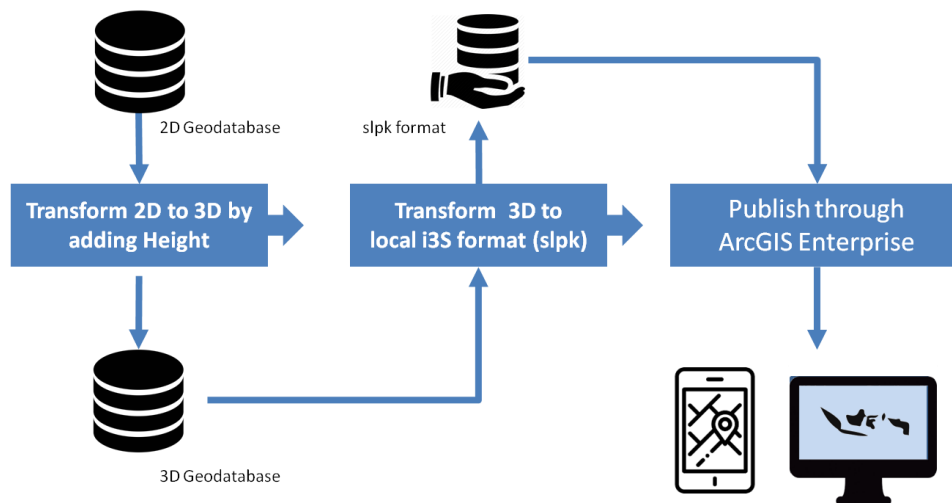 2D Geodatabase
slpk format
Transform 2D to 3D by
adding Height
Transform 3D to
local i3S format (slpk)
Publish through
ArcGIS Enterprise
3D Geodatabase